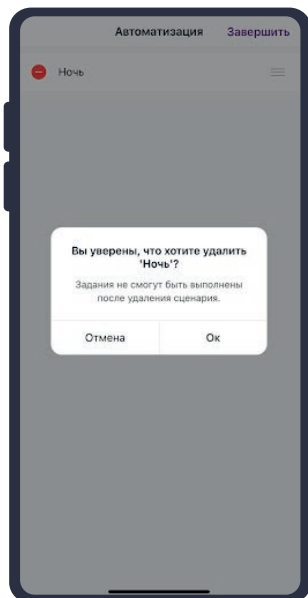 Автоматизация Завершить
Ночь
Вы уверены, что хотите удалить
'Ночь'?
Задания не смогут быть выполнены
после удаления сценария.
Отмена Ок